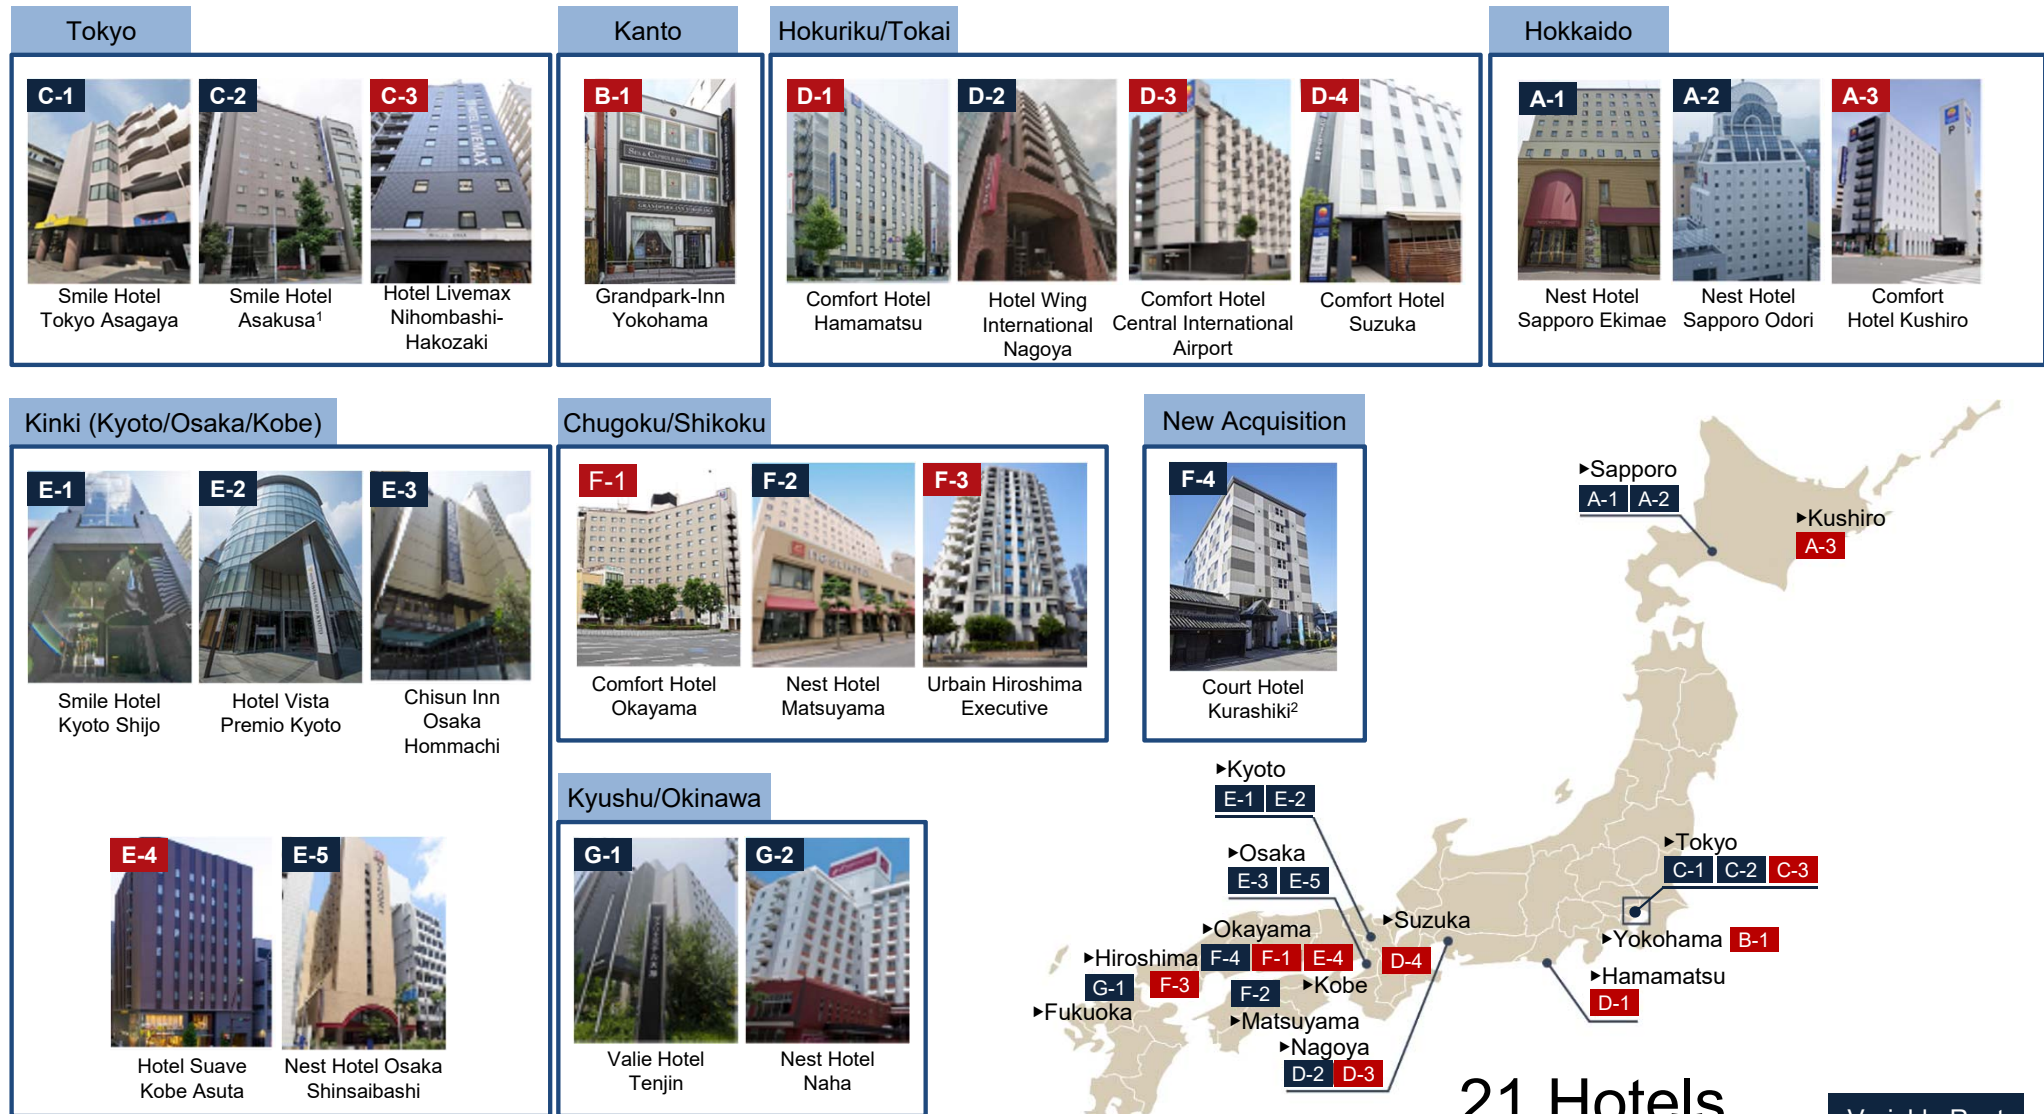 Tokyo
C-1
C-2
C-3
Smile Hotel
Tokyo Asagaya
Smile Hotel
Asakusa¹
Hotel Livemax
Nihombashi-
Hakozaki
Kanto
B-1
Grandpark-Inn
Yokohama
Hokuriku/Tokai
D-1
D-2
D-3
D-4
Comfort Hotel
Hamamatsu
Hotel Wing
International
Nagoya
Comfort Hotel
Central International
Airport
Comfort Hotel
Suzuka
Hokkaido
A-1
A-2
A-3
Nest Hotel
Sapporo Ekimae
Nest Hotel
Sapporo Odori
Comfort
Hotel Kushiro
Kinki (Kyoto/Osaka/Kobe)
E-1
E-2
E-3
Smile Hotel
Kyoto Shijo
Hotel Vista
Premio Kyoto
Chisun Inn
Osaka
Hommachi
E-4
E-5
Hotel Suave
Kobe Asuta
Nest Hotel Osaka
Shinsaibashi
Chugoku/Shikoku
F-1
F-2
F-3
Comfort Hotel
Okayama
Nest Hotel
Matsuyama
Urbain Hiroshima
Executive
New Acquisition
F-4
Court Hotel
Kurashiki²
Kyushu/Okinawa
G-1
G-2
Valie Hotel
Tenjin
Nest Hotel
Naha
▸Sapporo
A-1 A-2
▸Kushiro
A-3
▸Kyoto
E-1 E-2
▸Osaka
E-3 E-5
▸Tokyo
C-1 C-2 C-3
▸Okayama
F-4 F-1 E-4
▸Suzuka
D-4
▸Yokohama B-1
▸Hiroshima
G-1 F-3
F-2
▸Kobe
▸Hamamatsu
D-1
▸Fukuoka
▸Matsuyama
▸Nagoya
D-2 D-3
21 Hotels